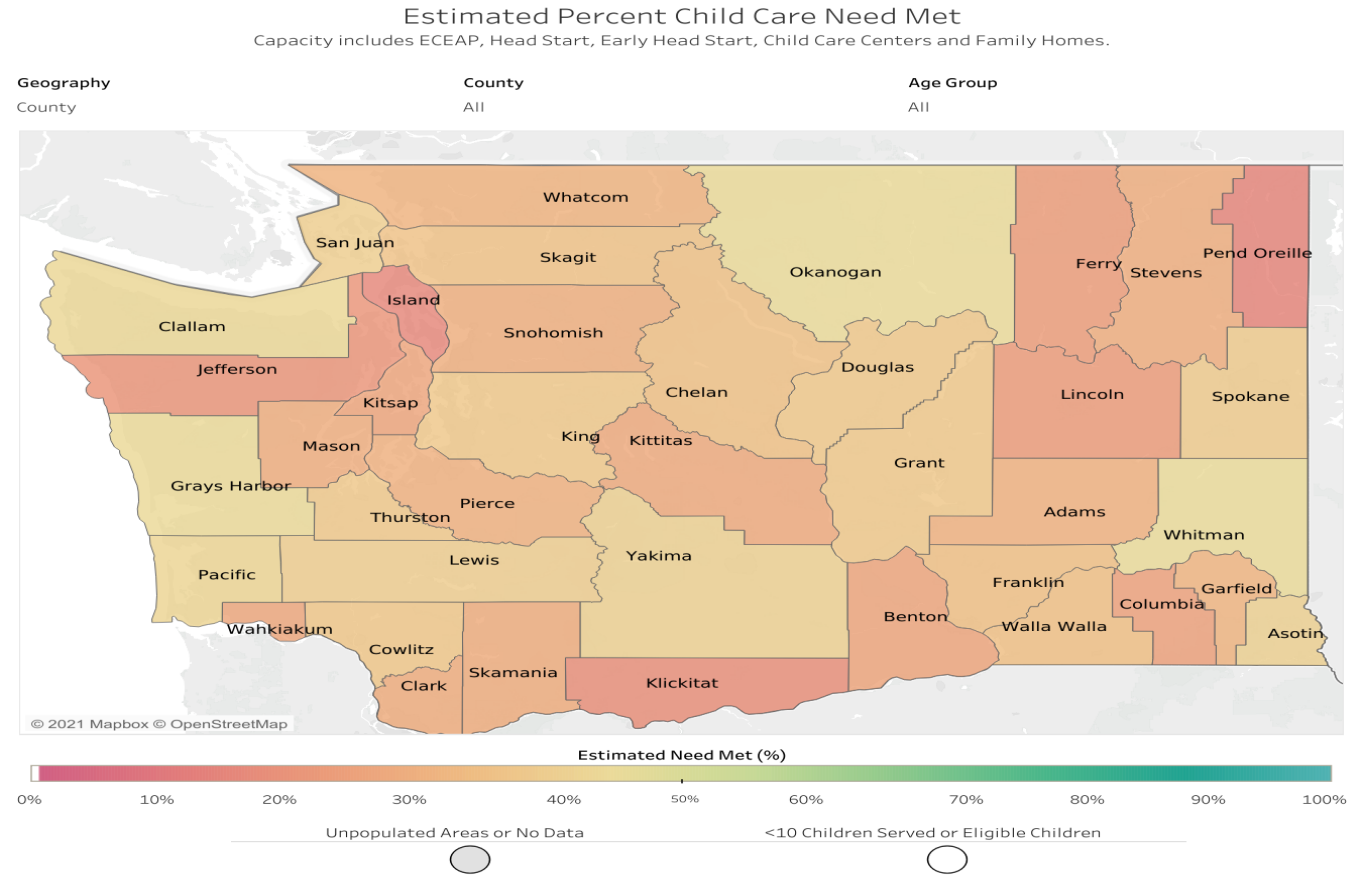 Estimated Percent Child Care Need Met
Capacity includes ECEAP, Head Start, Early Head Start, Child Care Centers and Family Homes.
Geography County Age Group
County All All
Whatcom
San Juan
Skagit
Pend Oreille
Ferry
Stevens
Okanogan
Island
Clallam
Snohomish
Jefferson
Douglas
Chelan
Lincoln
Spokane
Kitsap
King
Kittitas
Mason
Grant
Grays Harbor
Pierce
Adams
Thurston
Whitman
Yakima
Lewis
Pacific
Franklin
Garfield
Columbia
Benton
Wahkiakum
Walla Walla
Asotin
Cowlitz
Skamania
Clark
Klickitat
© 2021 Mapbox © OpenStreetMap
Estimated Need Met (%)
0% 10% 20% 30% 40% 50% 60% 70% 80% 90% 100%
Unpopulated Areas or No Data <10 Children Served or Eligible Children